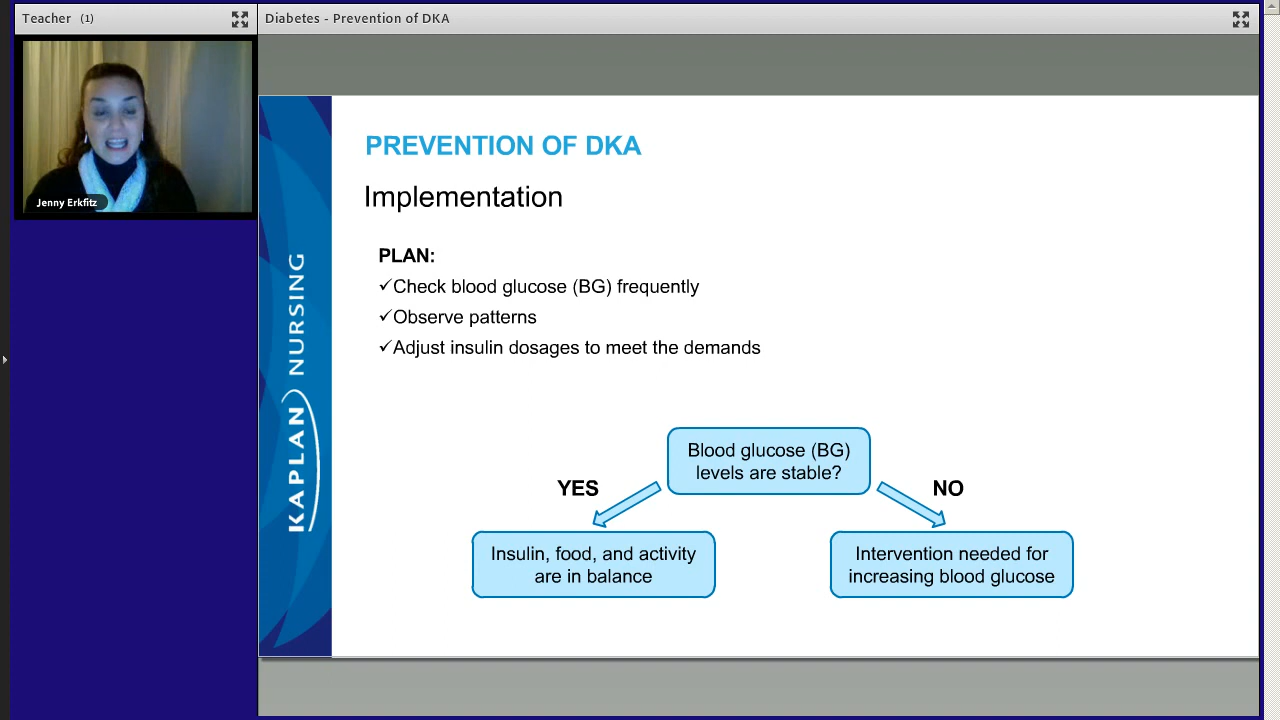 Teacher (1)
Diabetes - Prevention of DKA
Jenny Erkfitz
KAPLAN NURSING
PREVENTION OF DKA
Implementation
PLAN:
✓Check blood glucose (BG) frequently
✓Observe patterns
✓Adjust insulin dosages to meet the demands
Blood glucose (BG)
levels are stable?
YES
NO
Insulin, food, and activity
are in balance
Intervention needed for
increasing blood glucose